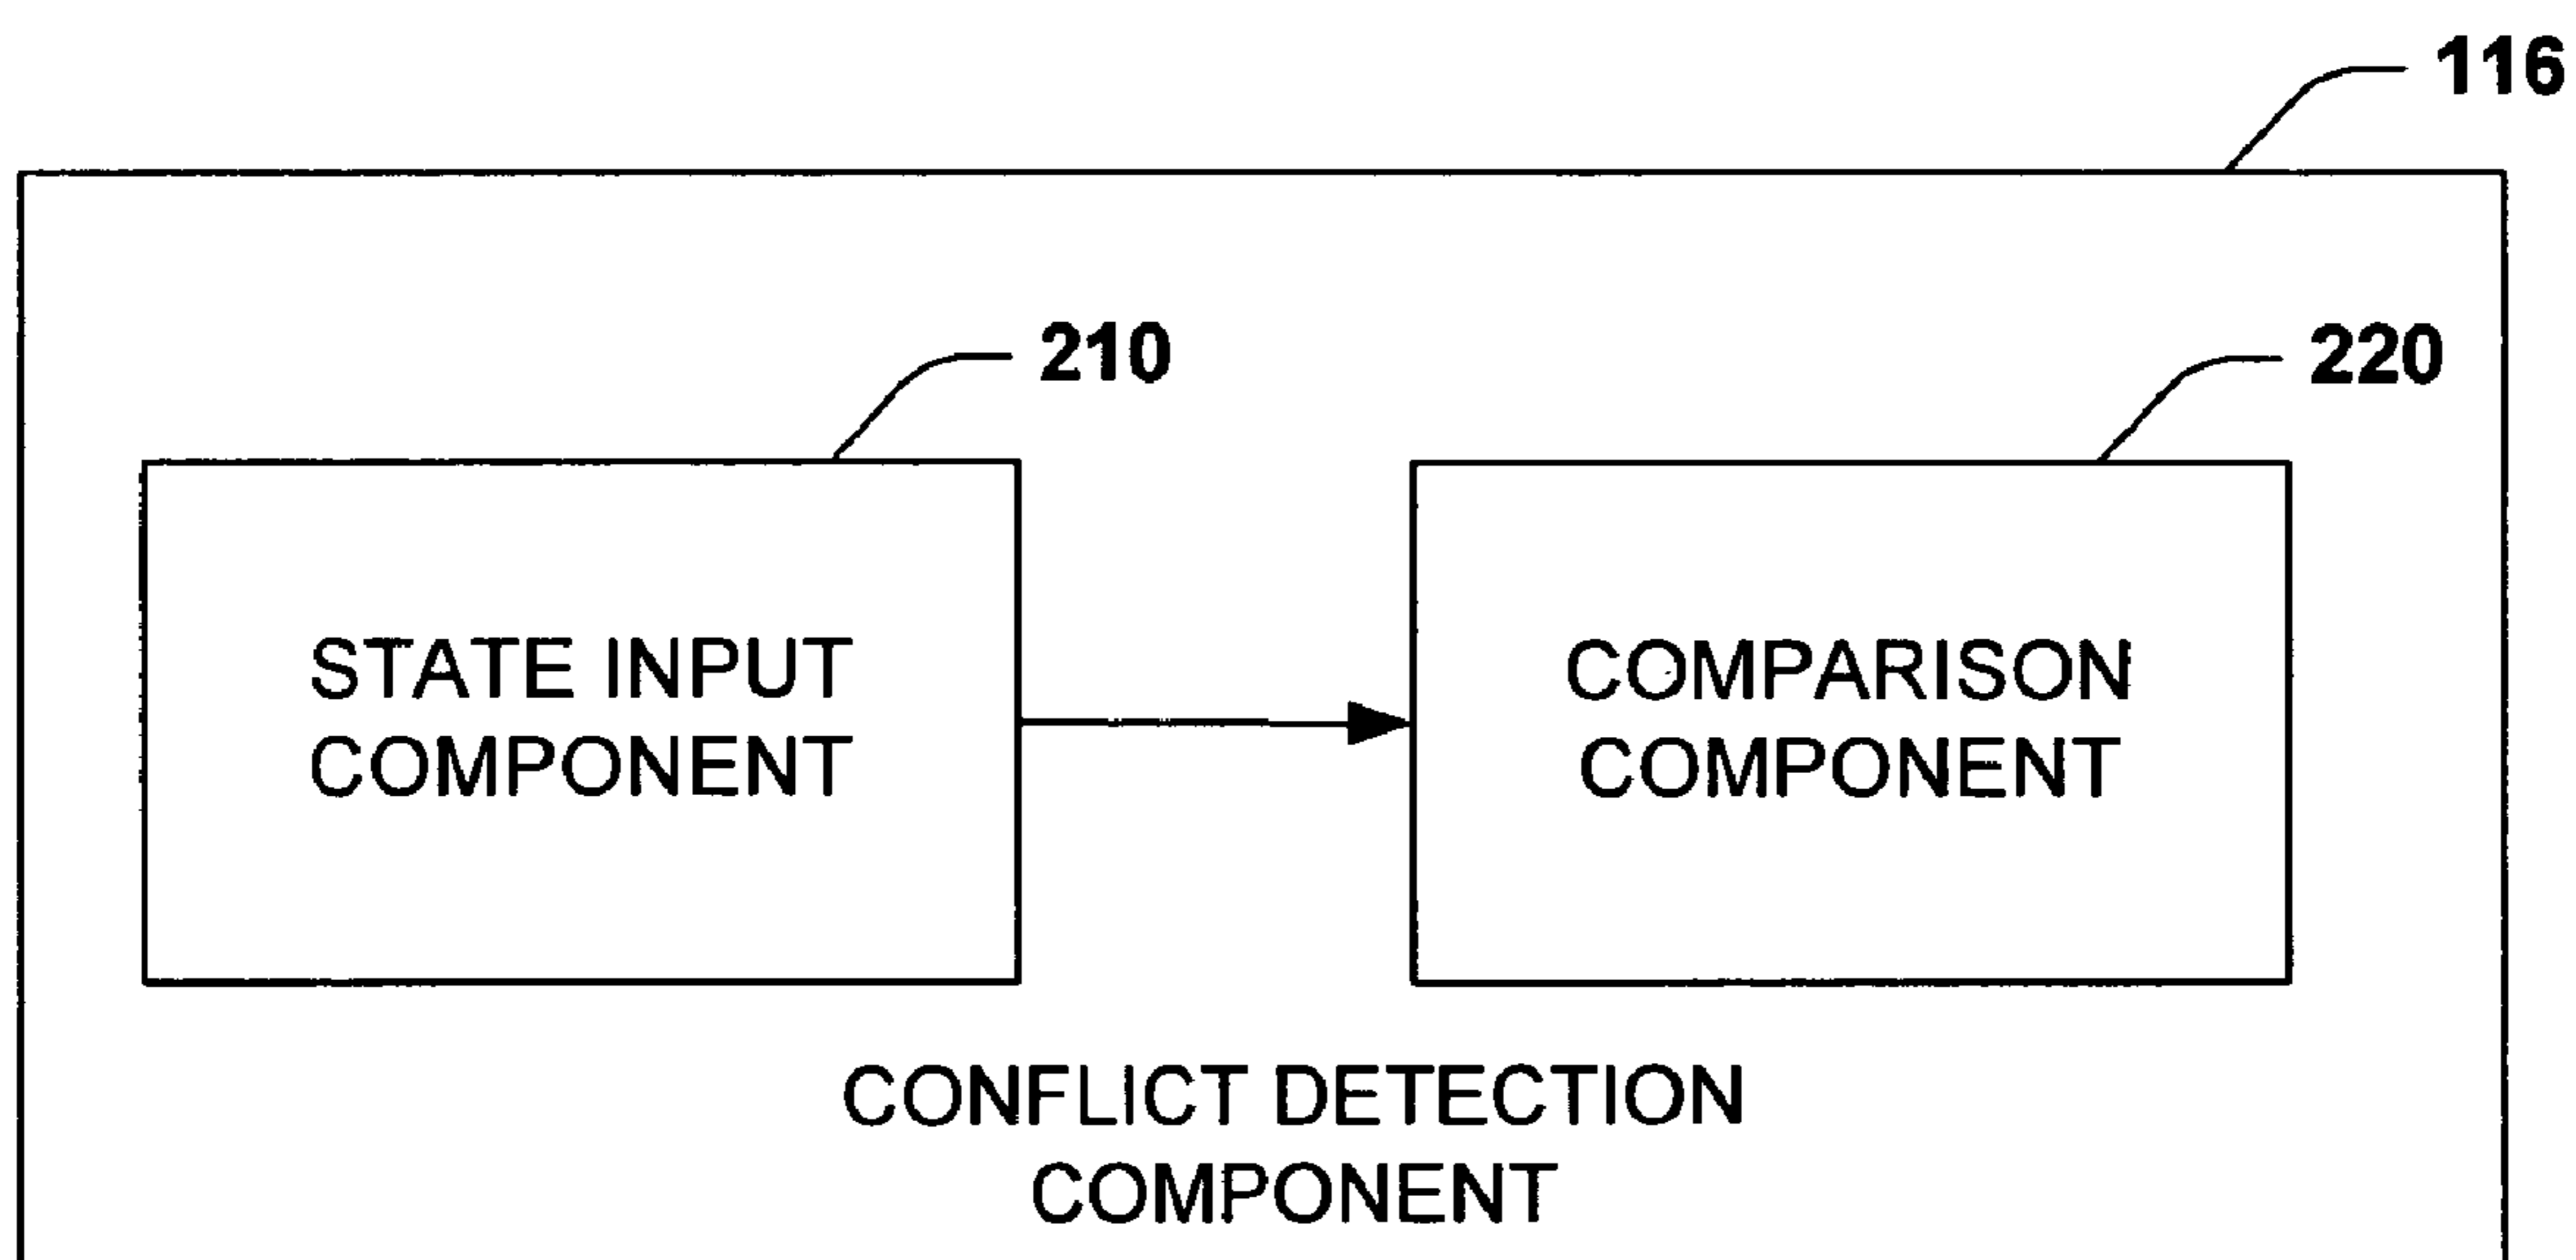 116
210
220
STATE INPUT
COMPONENT
COMPARISON
COMPONENT
CONFLICT DETECTION
COMPONENT